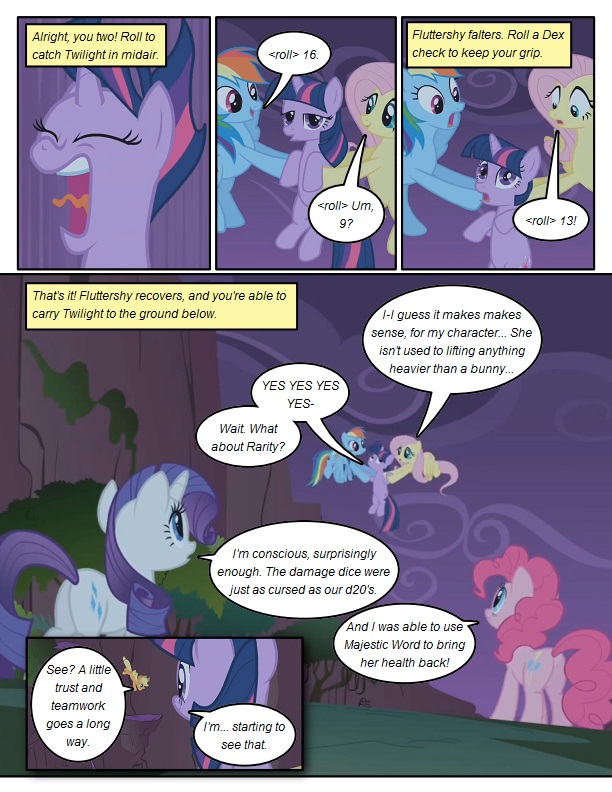 Alright, you two! Roll to
catch Twilight in midair.
<roll> 16.
<roll> Um,
9?
Fluttershy falters. Roll a Dex
check to keep your grip.
<roll> 13!
That's it! Fluttershy recovers, and you're able to
carry Twilight to the ground below.
I-I guess it makes makes
sense, for my character... She
isn't used to lifting anything
heavier than a bunny...
YES YES YES
YES-
Wait. What
about Rarity?
I'm conscious, surprisingly
enough. The damage dice were
just as cursed as our d20's.
And I was able to use
Majestic Word to bring
her health back!
See? A little
trust and
teamwork
goes a long
way.
I'm... starting to
see that.